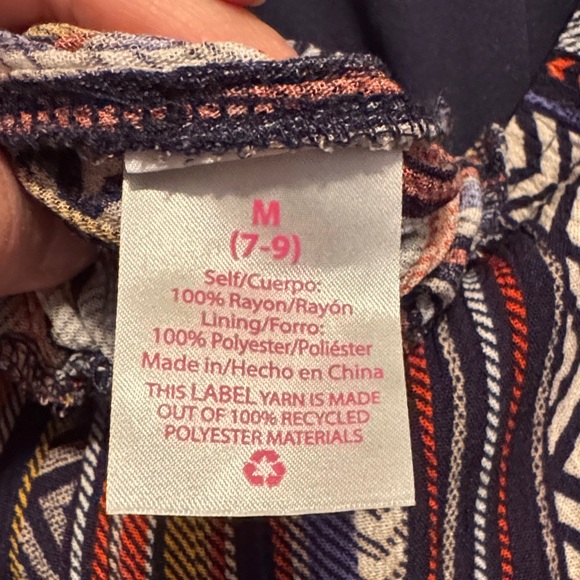 M
(7-9)
Self/Cuerpo:
100% Rayon/Rayón
Lining/Forro:
100% Polyester/Poliéster
Made in/Hecho en China
THIS LABEL YARN IS MADE
OUT OF 100% RECYCLED
POLYESTER MATERIALS